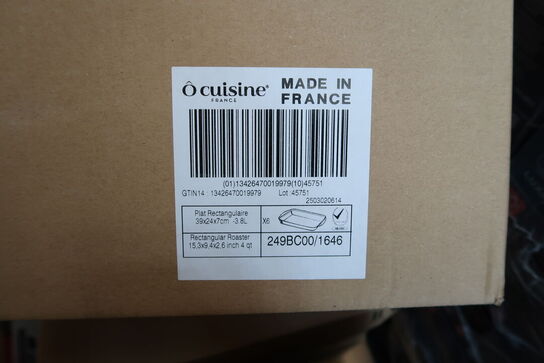 Ô cuisine®
FRANCE
MADE IN
FRANCE
(01)13426470019979(10)45751
GTIN14 : 13426470019979 Lot :45751
2503020614
Plat Rectangulaire
39x24x7cm -3.8L
X6
Rectangular Roaster
15,3x9,4x2,6 inch 4 qt
249BC00/1646